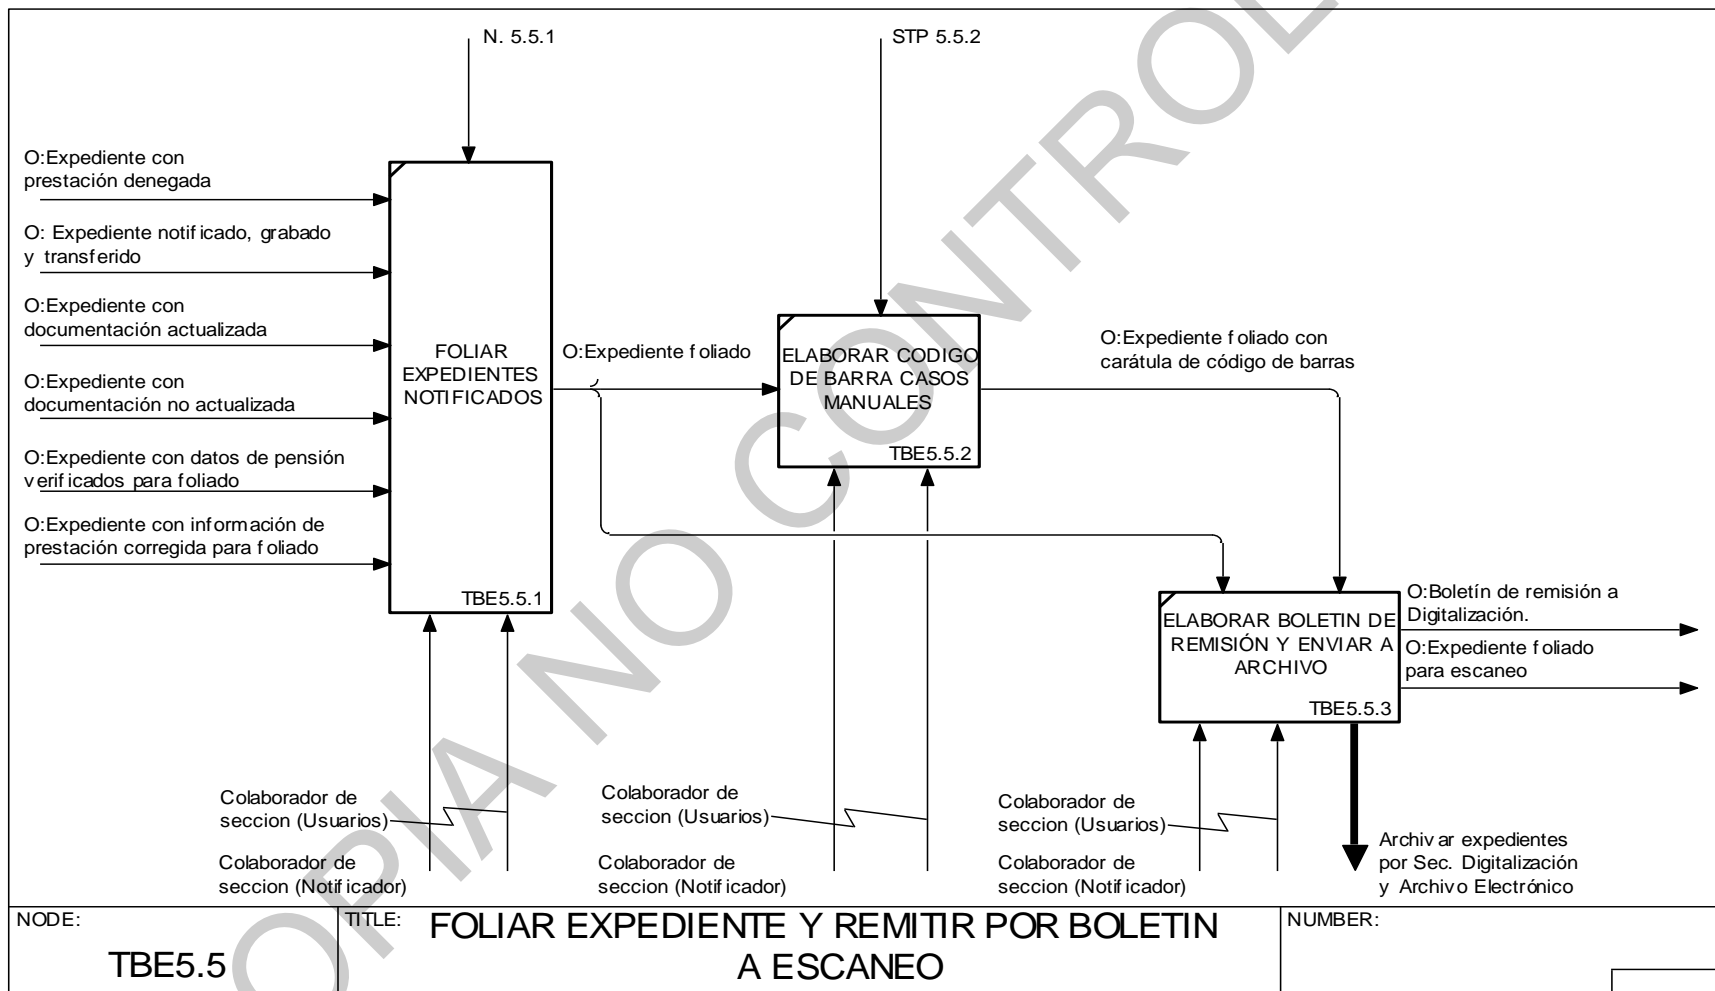 N. 5.5.1
STP 5.5.2
O:Expediente con
prestación denegada
O: Expediente notificado, grabado
y transferido
O:Expediente con
documentación actualizada
O:Expediente con
documentación no actualizada
O:Expediente con datos de pensión
verificados para foliado
O:Expediente con información de
prestación corregida para foliado
FOLIAR
EXPEDIENTES
NOTIFICADOS
TBE5.5.1
O:Expediente foliado
ELABORAR CODIGO
DE BARRA CASOS
MANUALES
TBE5.5.2
O:Expediente foliado con
carátula de código de barras
ELABORAR BOLETIN DE
REMISIÓN Y ENVIAR A
ARCHIVO
TBE5.5.3
O:Boletín de remisión a
Digitalización.
O:Expediente foliado
para escaneo
Colaborador de
seccion (Usuarios)
Colaborador de
seccion (Notificador)
Colaborador de
seccion (Usuarios)
Colaborador de
seccion (Notificador)
Colaborador de
seccion (Usuarios)
Colaborador de
seccion (Notificador)
Archivar expedientes
por Sec. Digitalización
y Archivo Electrónico
OPIA NO CONTROL
NODE:
TBE5.5
TITLE:
FOLIAR EXPEDIENTE Y REMITIR POR BOLETIN
A ESCANEO
NUMBER: